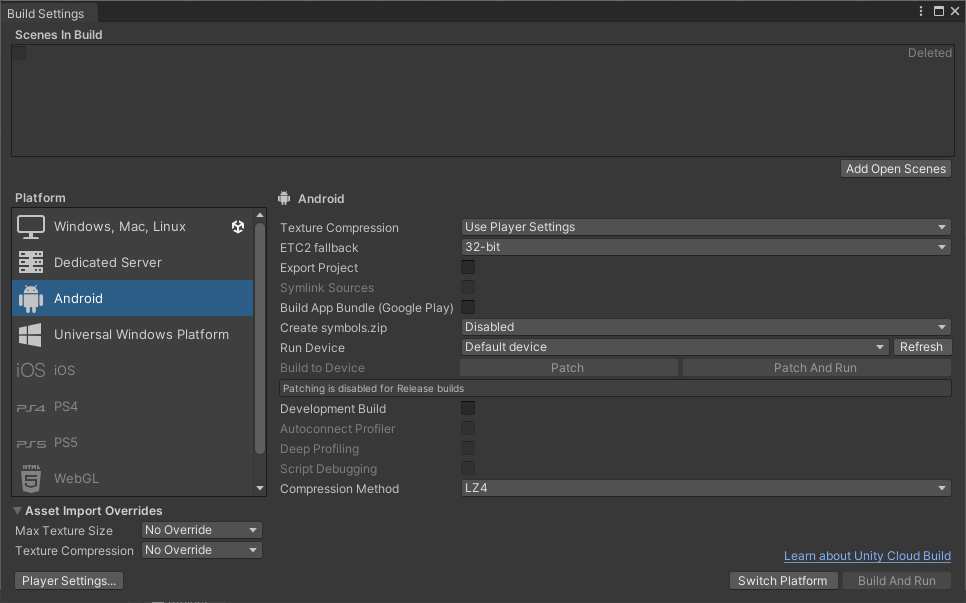 Build Settings
Scenes In Build
Deleted
Add Open Scenes
Platform
Windows, Mac, Linux
Dedicated Server
Android
Universal Windows Platform
iOS iOS
PS4 PS4
PS5 PS5
HTML 5 WebGL
Android
Texture Compression Use Player Settings
ETC2 fallback 32-bit
Export Project
Symlink Sources
Build App Bundle (Google Play)
Create symbols.zip Disabled
Run Device Default device Refresh
Build to Device Patch Patch And Run
Patching is disabled for Release builds
Development Build
Autoconnect Profiler
Deep Profiling
Script Debugging
Compression Method LZ4
Asset Import Overrides
Max Texture Size No Override
Texture Compression No Override
Learn about Unity Cloud Build
Player Settings...
Switch Platform Build And Run